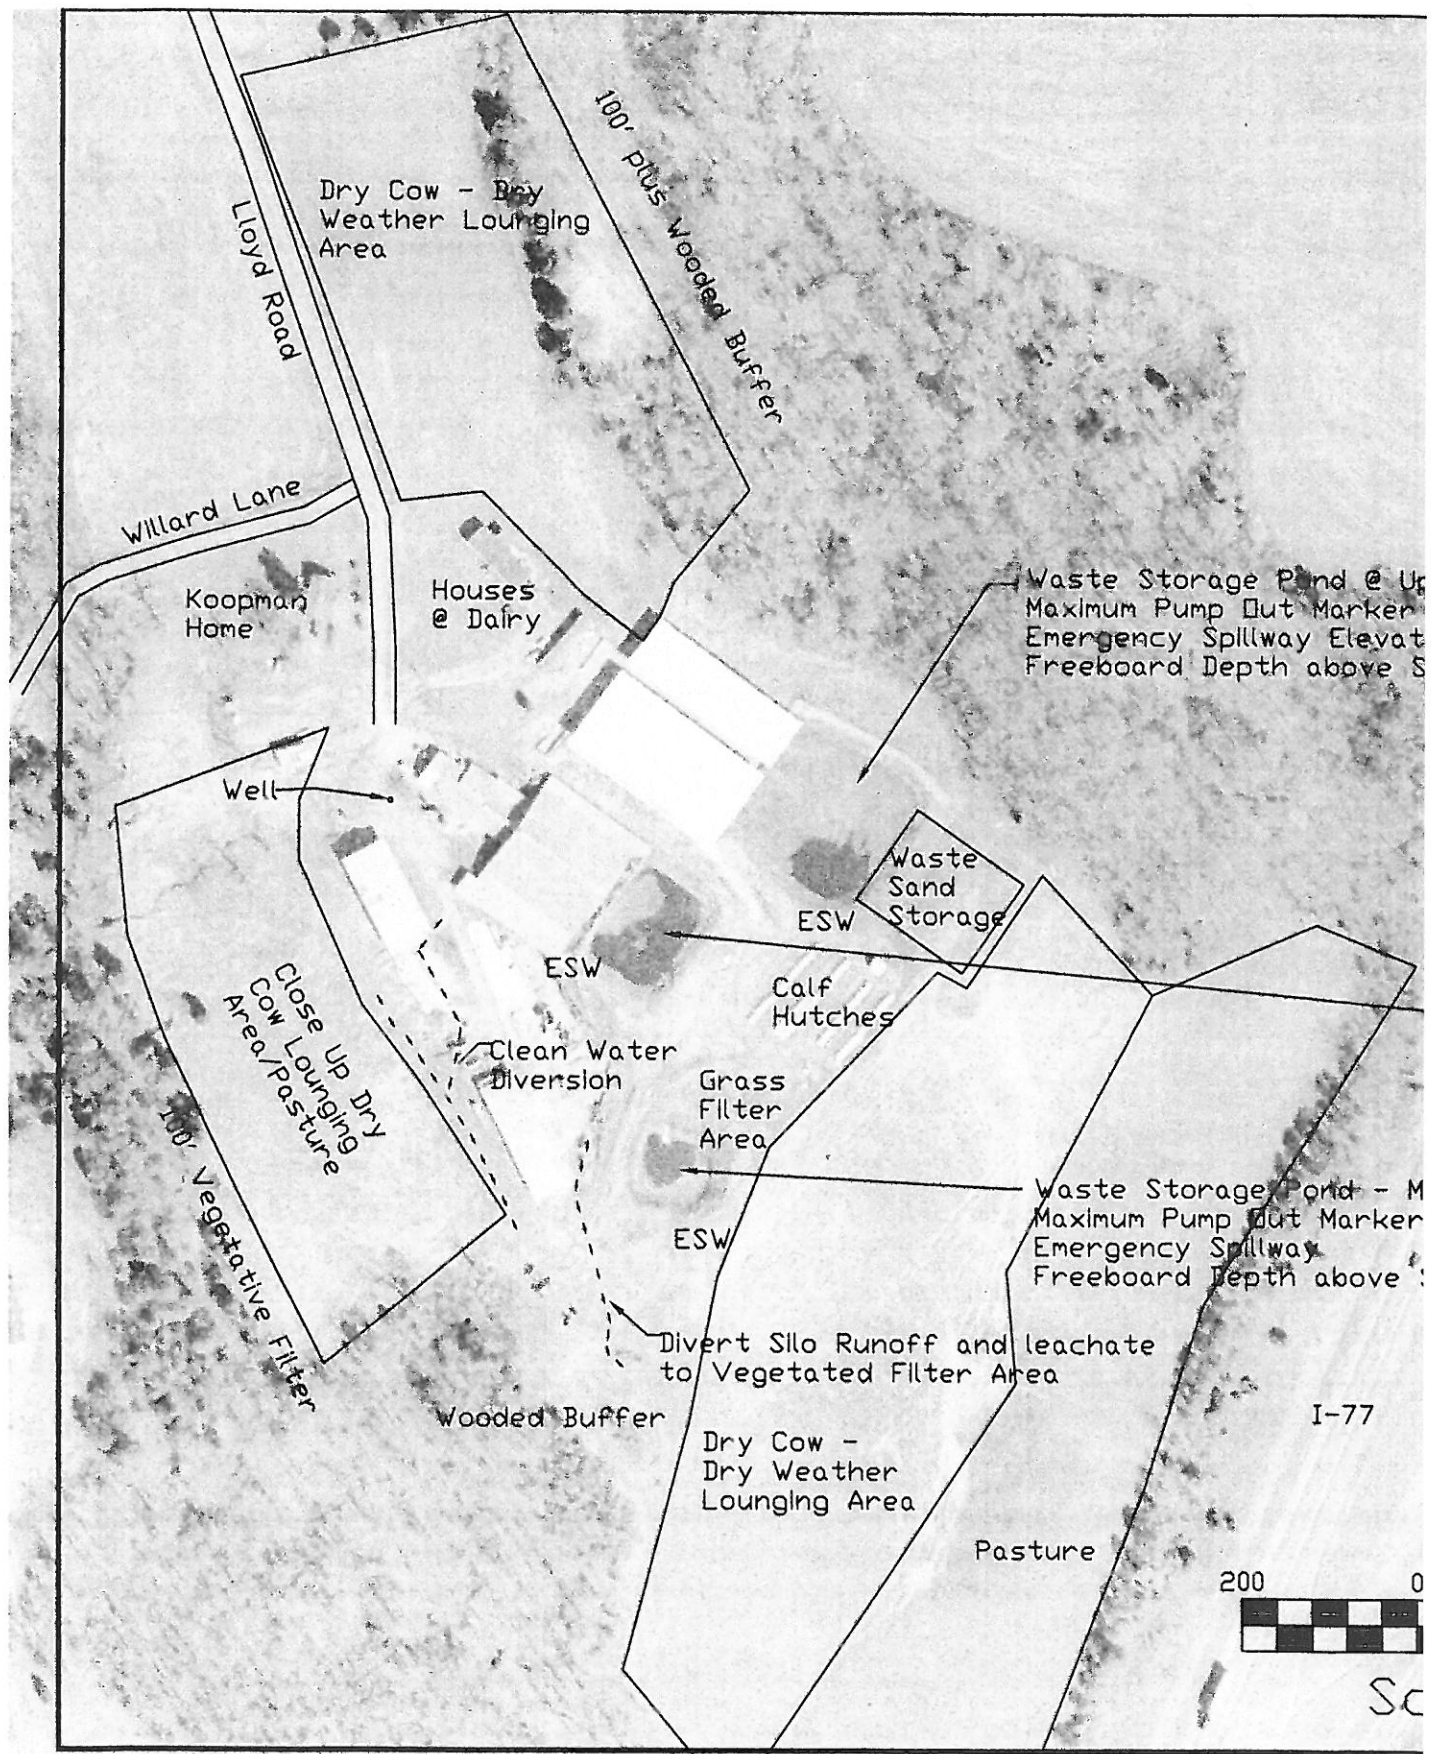 100' plus Wooded Buffer
Dry Cow - Dry
Weather Lounging
Area
Lloyd Road
Willard Lane
Koopman
Home
Houses
@ Dairy
Waste Storage Pond @ Up
Maximum Pump Out Marker
Emergency Spillway Elevat
Freeboard Depth above S
Well
Waste
Sand
Storage
ESW
ESW
Calf
Hutches
Close Up Dry
Cow Lounging
Area/Pasture
Clean Water
Diversion
Grass
Filter
Area
100' Vegetative Filter
Waste Storage Pond - M
Maximum Pump Out Marker
Emergency Spillway
Freeboard Depth above S
ESW
Divert Silo Runoff and leachate
to Vegetated Filter Area
Wooded Buffer
I-77
Dry Cow -
Dry Weather
Lounging Area
Pasture
200 0
Sc